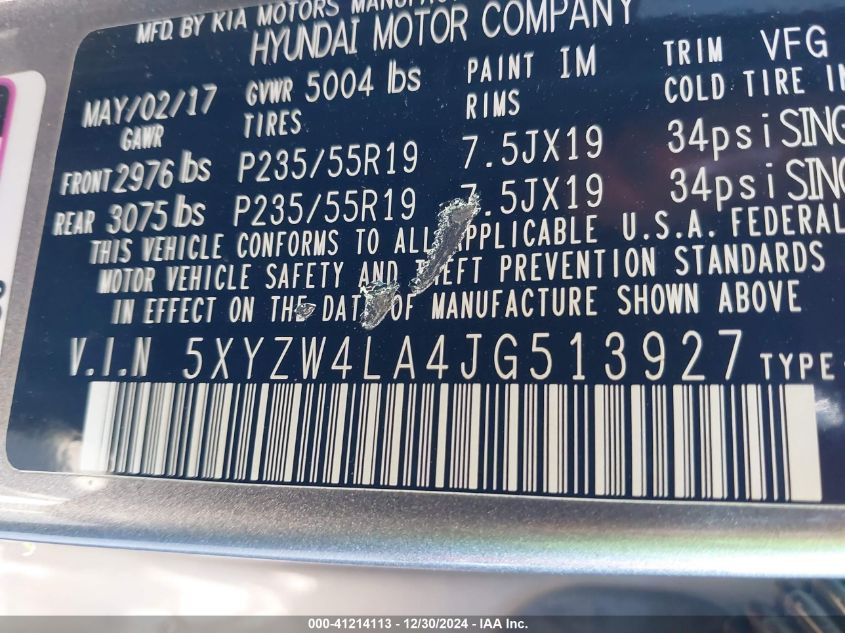 MFD. BY KIA MOTORS
HYUNDAI MOTOR COMPANY
MAY/02/17 GVWR 5004 lbs PAINT IM TRIM VFG
GAWR TIRES RIMS COLD TIRE
FRONT 2976 lbs P235/55R19 7.5JX19 34psi SING
REAR 3075 lbs P235/55R19 7.5JX19 34psi SING
THIS VEHICLE CONFORMS TO ALL APPLICABLE U.S.A. FEDERAL
MOTOR VEHICLE SAFETY AND THEFT PREVENTION STANDARDS
IN EFFECT ON THE DATE OF MANUFACTURE SHOWN ABOVE
V.I.N 5XYZW4LA4JG513927 TYPE
000-41214113 - 12/30/2024 - IAA Inc.